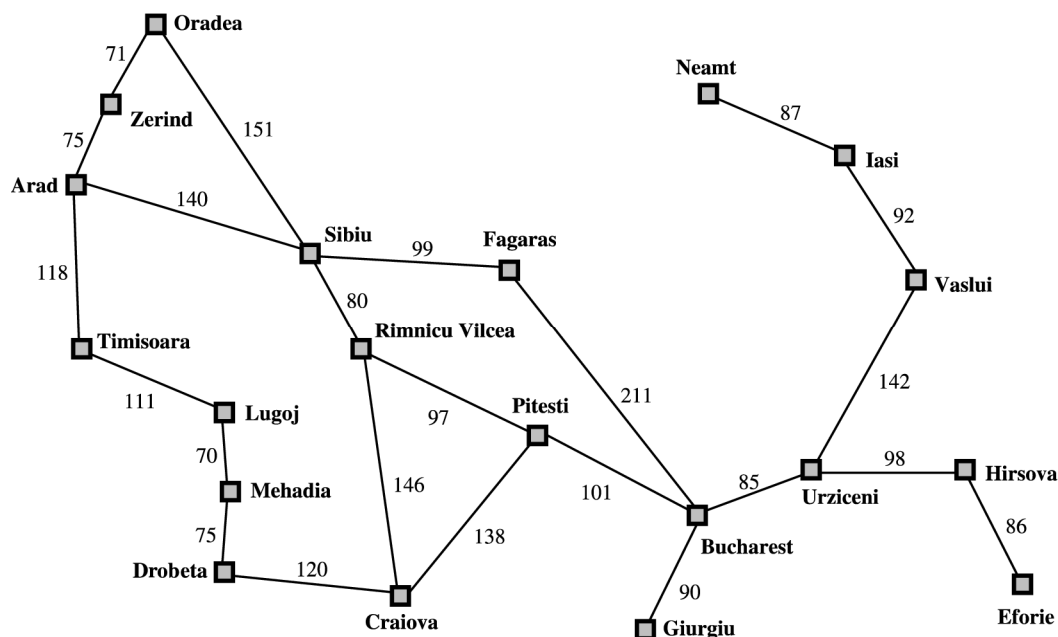 Oradea
71
Neamt
Zerind
87
75
151
Iasi
Arad
140
92
Sibiu
Fagaras
99
118
Vaslui
80
Rimnicu Vilcea
Timisoara
142
111
211
Lugoj
97
Pitesti
70
98
Hirsova
146
85
Mehadia
101
Urziceni
86
75
138
Bucharest
Drobeta
120
90
Craiova
Eforie
Giurgiu